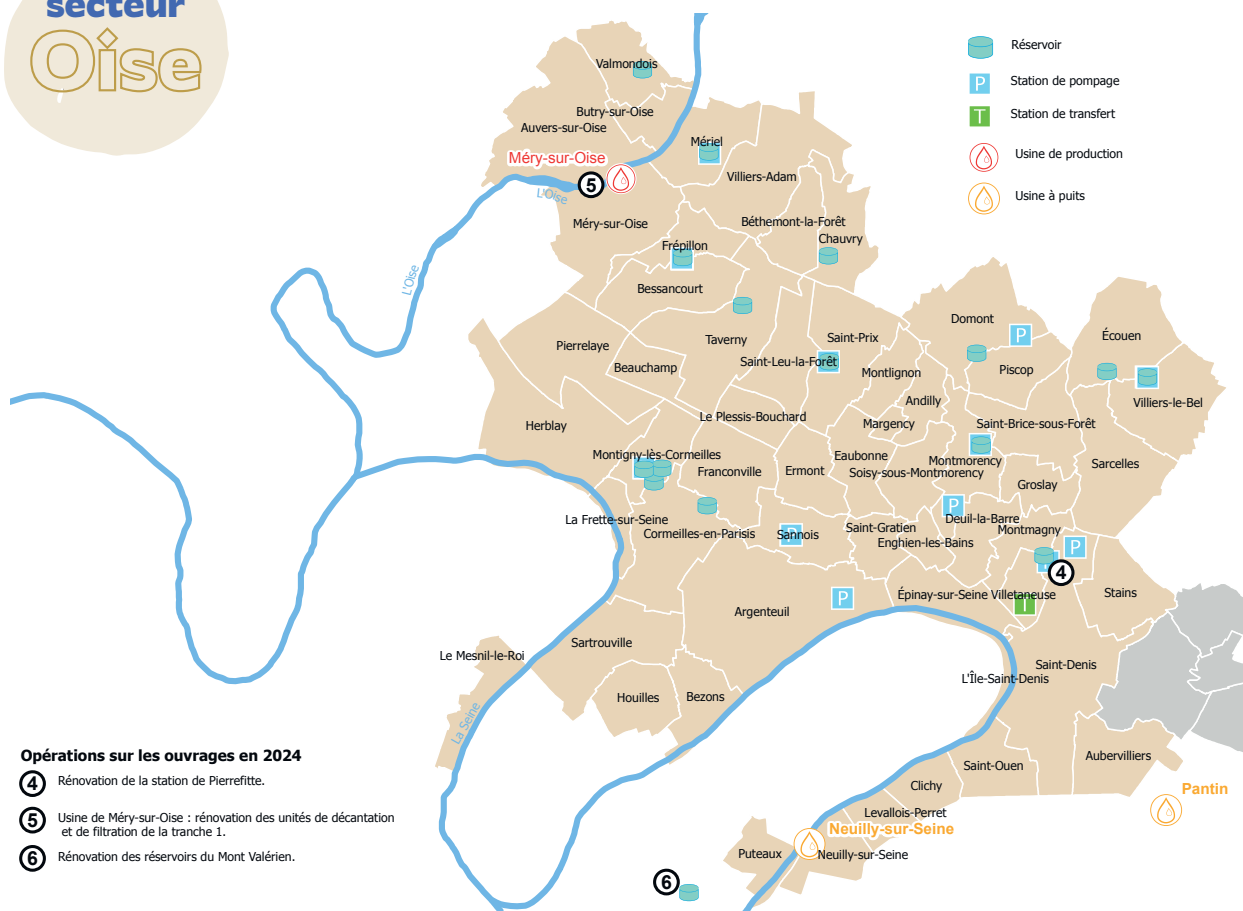 secteur
Oise
Réservoir
P
Station de pompage
T
Station de transfert
Usine de production
Usine à puits
Valmondois
Butry-sur-Oise
Auvers-sur-Oise
Mériel
Méry-sur-Oise
5
L'Oise
Villiers-Adam
Méry-sur-Oise
Béthemont-la-Forêt
Chauvry
Frépillon
L'Oise
Bessancourt
Domont
P
Écouen
Taverny
Saint-Prix
Pierrelaye
Beauchamp
Saint-Leu-la-Forêt
Montlignon
Piscop
Andilly
Villiers-le-Bel
Le Plessis-Bouchard
Margency
Saint-Brice-sous-Forêt
Herblay
Montigny-lès-Cormeilles
Eaubonne
Montmorency
Sarcelles
Franconville
Ermont
Soisy-sous-Montmorency
Groslay
P
La Frette-sur-Seine
Deuil-la-Barre
Cormeilles-en-Parisis
P
Sannois
Saint-Gratien
Montmagny
Enghien-les-Bains
P
4
Épinay-sur-Seine
Villetaneuse
Stains
P
T
Argenteuil
Sartrouville
Le Mesnil-le-Roi
Saint-Denis
L'Île-Saint-Denis
Houilles
Bezons
La Seine
Saint-Ouen
Aubervilliers
Clichy
Pantin
Levallois-Perret
Neuilly-sur-Seine
Puteaux
Neuilly-sur-Seine
6
Opérations sur les ouvrages en 2024
4
Rénovation de la station de Pierrefitte.
5
Usine de Méry-sur-Oise : rénovation des unités de décantation
et de filtration de la tranche 1.
6
Rénovation des réservoirs du Mont Valérien.